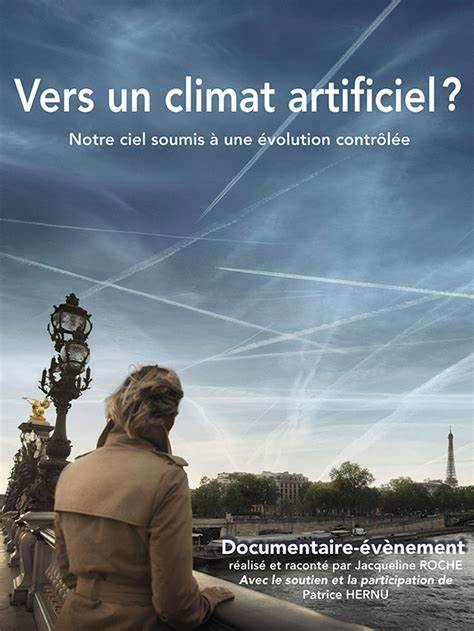 Vers un climat artificiel ?
Notre ciel soumis à une évolution contrôlée
Documentaire-évènement
réalisé et raconté par Jacqueline ROCHE
Avec le soutien et la participation de
Patrice HERNU